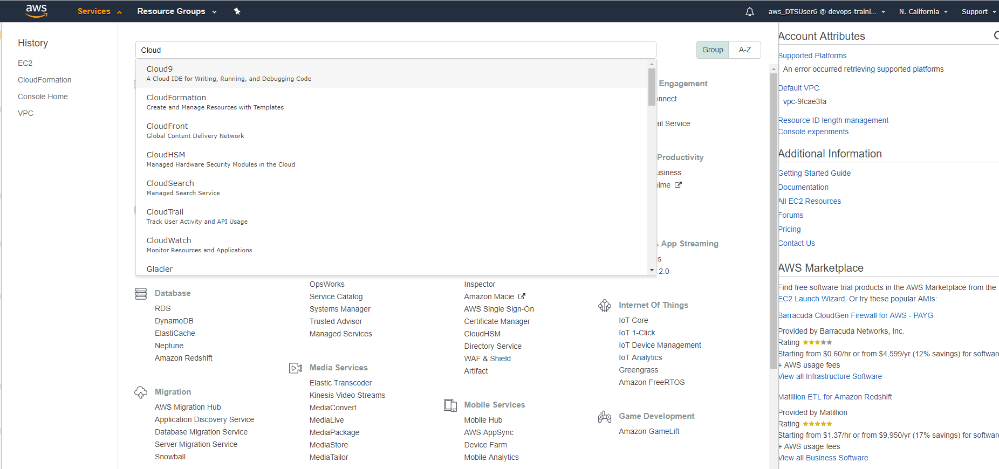 aws
Services
Resource Groups
aws_DTSUser6 @ devops-traini...
N. California
Support
History
EC2
CloudFormation
Console Home
VPC
Cloud
Group
A-Z
Cloud9
A Cloud IDE for Writing, Running, and Debugging Code
CloudFormation
Create and Manage Resources with Templates
CloudFront
Global Content Delivery Network
CloudHSM
Managed Hardware Security Modules in the Cloud
CloudSearch
Managed Search Service
CloudTrail
Track User Activity and API Usage
CloudWatch
Monitor Resources and Applications
Glacier
Database
RDS
DynamoDB
ElastiCache
Neptune
Amazon Redshift
Migration
AWS Migration Hub
Application Discovery Service
Database Migration Service
Server Migration Service
Snowball
OpsWorks
Service Catalog
Systems Manager
Trusted Advisor
Managed Services
Media Services
Elastic Transcoder
Kinesis Video Streams
MediaConvert
MediaLive
MediaPackage
MediaStore
MediaTailor
Inspector
Amazon Macie
AWS Single Sign-On
Certificate Manager
CloudHSM
Directory Service
WAF & Shield
Artifact
Mobile Services
Mobile Hub
AWS AppSync
Device Farm
Mobile Analytics
Engagement
onnect
ail Service
Productivity
usiness
ime
& App Streaming
s
2.0
Internet Of Things
IoT Core
IoT 1-Click
IoT Device Management
IoT Analytics
Greengrass
Amazon FreeRTOS
Game Development
Amazon GameLift
Account Attributes
Supported Platforms
An error occurred retrieving supported platforms
Default VPC
vpc-9fcae3fa
Resource ID length management
Console experiments
Additional Information
Getting Started Guide
Documentation
All EC2 Resources
Forums
Pricing
Contact Us
AWS Marketplace
Find free software trial products in the AWS Marketplace from the
EC2 Launch Wizard. Or try these popular AMIs:
Barracuda CloudGen Firewall for AWS - PAYG
Provided by Barracuda Networks, Inc.
Rating
Starting from $0.60/hr or from $4,599/yr (12% savings) for software
+ AWS usage fees
View all Infrastructure Software
Matillion ETL for Amazon Redshift
Provided by Matillion
Rating
Starting from $1.37/hr or from $9,950/yr (17% savings) for software
+ AWS usage fees
View all Business Software